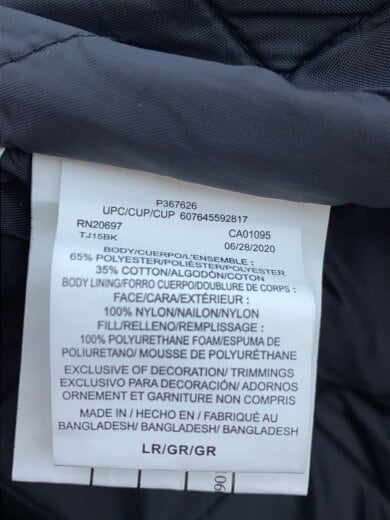 P367626
UPC/CUP/CUP 607645592817
RN20697 CA01095
TJ15BK 06/28/2020
BODY/CUERPO/L'ENSEMBLE :
65% POLYESTER/POLIÉSTER/POLYESTER
35% COTTON/ALGODÓN/COTON
BODY LINING/FORRO CUERPO/DOUBLURE DE CORPS :
FACE/CARA/EXTÉRIEUR :
100% NYLON/NAILON/NYLON
FILL/RELLENO/REMPLISSAGE :
100% POLYURETHANE FOAM/ESPUMA DE
POLIURETANO/ MOUSSE DE POLYURÉTHANE
EXCLUSIVE OF DECORATION/ TRIMMINGS
EXCLUSIVO PARA DECORACIÓN/ ADORNOS
ORNEMENT ET GARNITURE NON COMPRIS
MADE IN / HECHO EN / FABRIQUÉ AU
BANGLADESH/ BANGLADESH/ BANGLADESH
LR/GR/GR